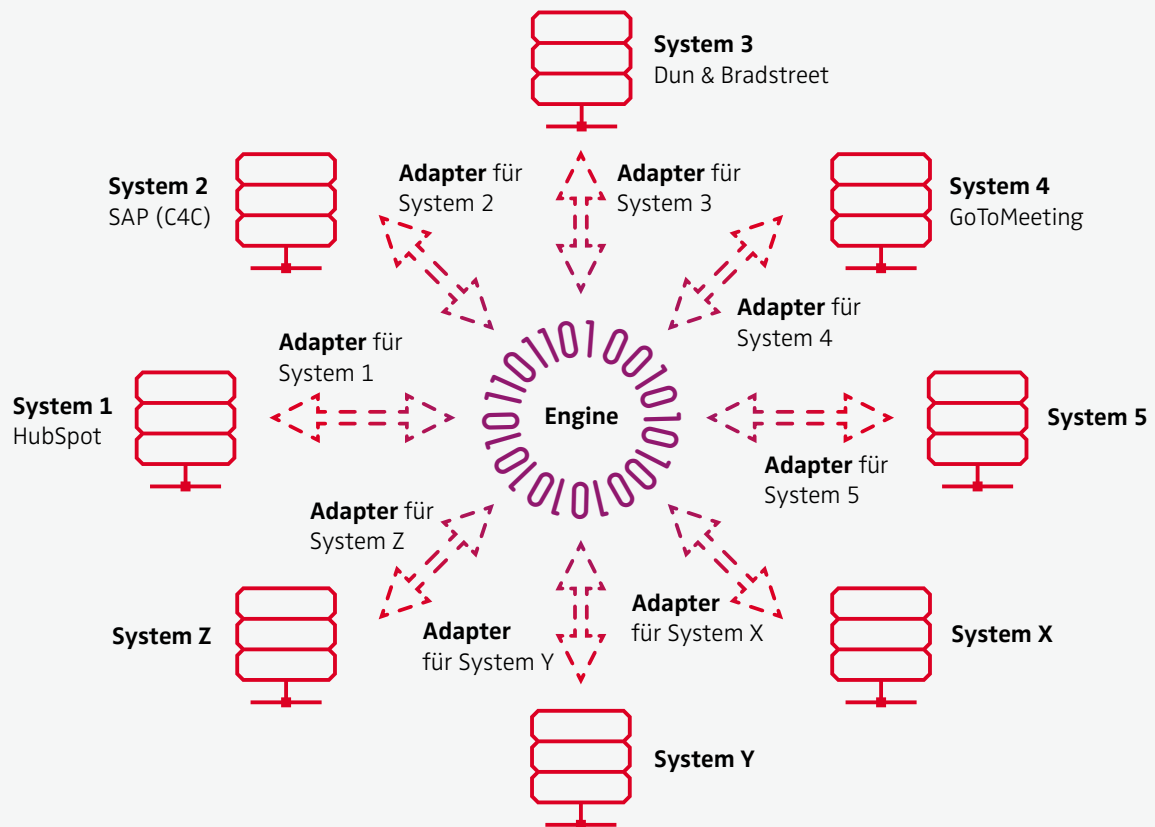 System 3
Dun & Bradstreet
System 2
SAP (C4C)
Adapter für
System 2
Adapter für
System 3
System 4
GoToMeeting
Adapter für
System 4
Adapter für
System 1
System 1
HubSpot
Engine
System 5
Adapter für
System 5
Adapter für
System Z
System Z
Adapter
für System Y
Adapter
für System X
System X
System Y